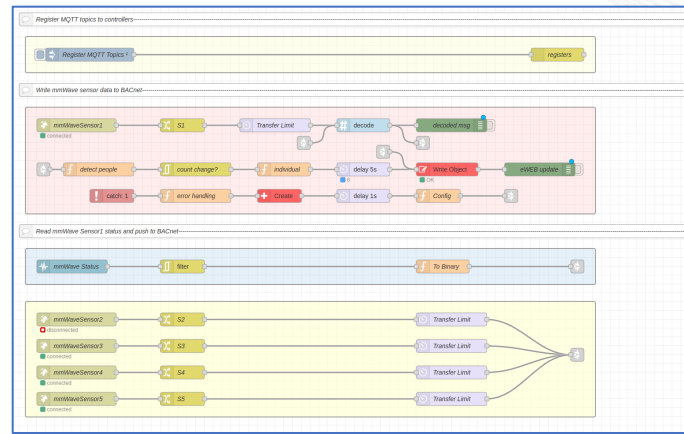 Register MQTT topics to controllers
Register MQTT Topics
registers
Write mmWave sensor data to BACnet
mmWaveSensor1
S1
Transfer Limit
decode
decoded msg
connected
detect people
count change?
individual
delay 5s
Write Object
eWEB update
6
OK
catch: 1
error handling
Create
delay 1s
Config
Read mmWave Sensor1 status and push to BACnet
mmWave Status
filter
To Binary
mmWaveSensor2
S2
Transfer Limit
disconnected
mmWaveSensor3
S3
Transfer Limit
connected
mmWaveSensor4
S4
Transfer Limit
connected
mmWaveSensor5
S5
Transfer Limit
connected